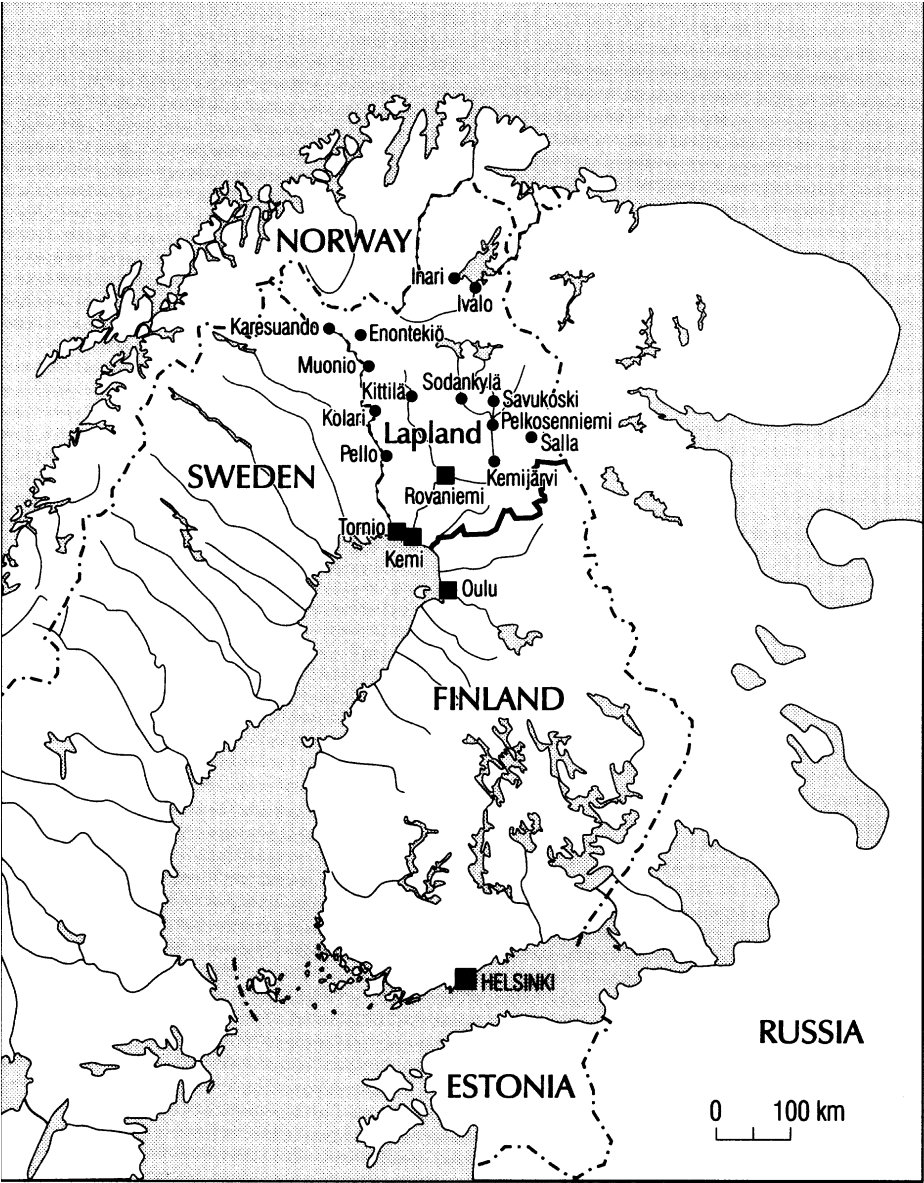 NORWAY
Inari
Ivalo
Karesuando
Enontekiö
Muonio
Kittilä
Sodankylä
Savukoski
Kolari
Pelkosenniemi
Lapland
Salla
Pello
SWEDEN
Kemijärvi
Rovaniemi
Tornio
Kemi
Oulu
FINLAND
HELSINKI
RUSSIA
ESTONIA
0 100 km